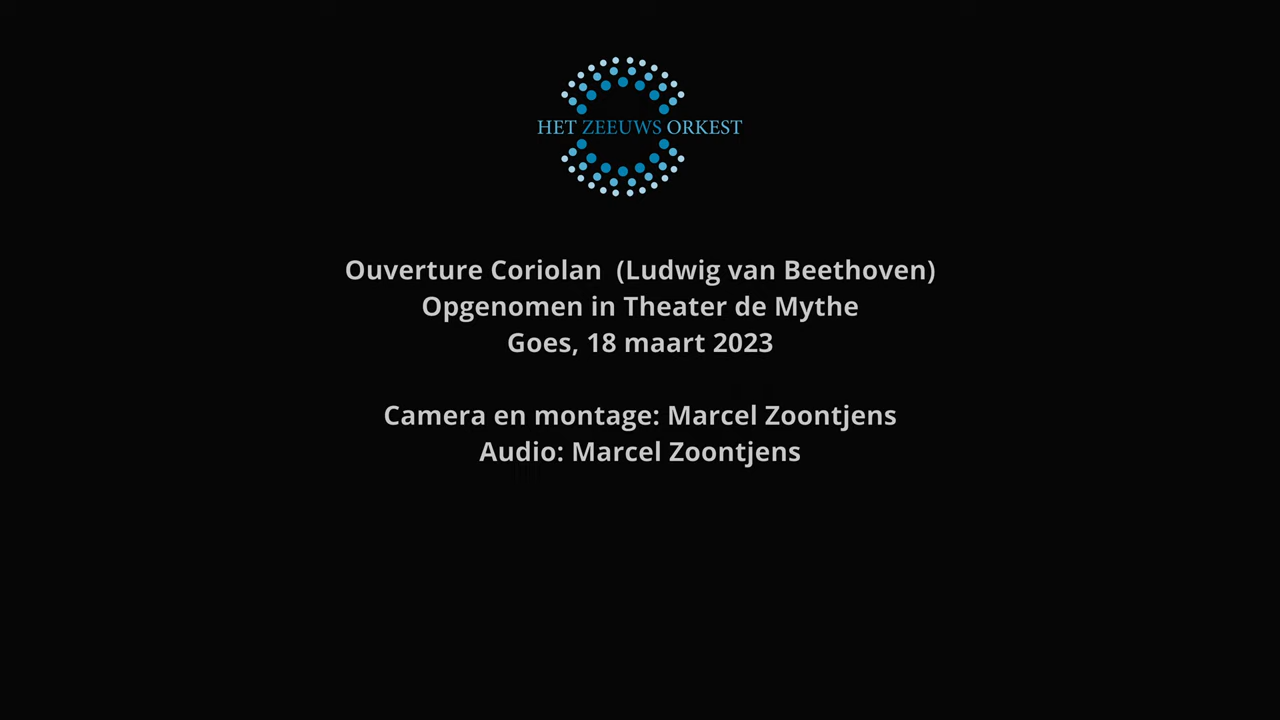 HET ZEEUWS ORKEST
Ouverture Coriolan (Ludwig van Beethoven)
Opgenomen in Theater de Mythe
Goes, 18 maart 2023
Camera en montage: Marcel Zoontjens
Audio: Marcel Zoontjens